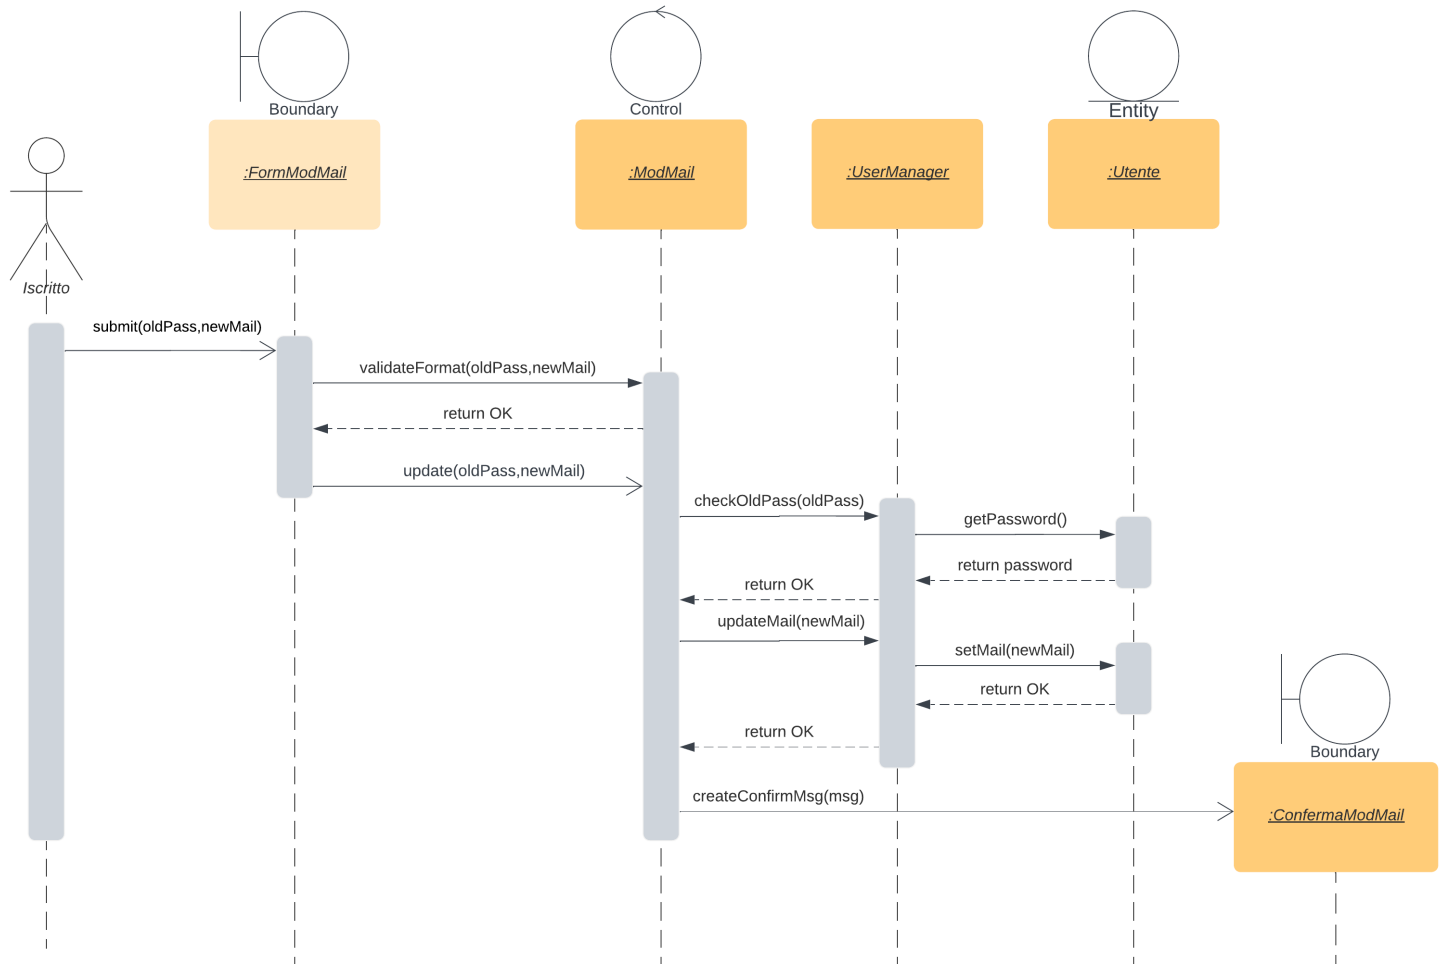 Boundary
Control
Entity
:FormModMail
:ModMail
:UserManager
:Utente
Iscritto
submit(oldPass,newMail)
validateFormat(oldPass,newMail)
return OK
update(oldPass,newMail)
checkOldPass(oldPass)
getPassword()
return password
return OK
updateMail(newMail)
setMail(newMail)
return OK
return OK
Boundary
createConfirmMsg(msg)
:ConfermaModMail